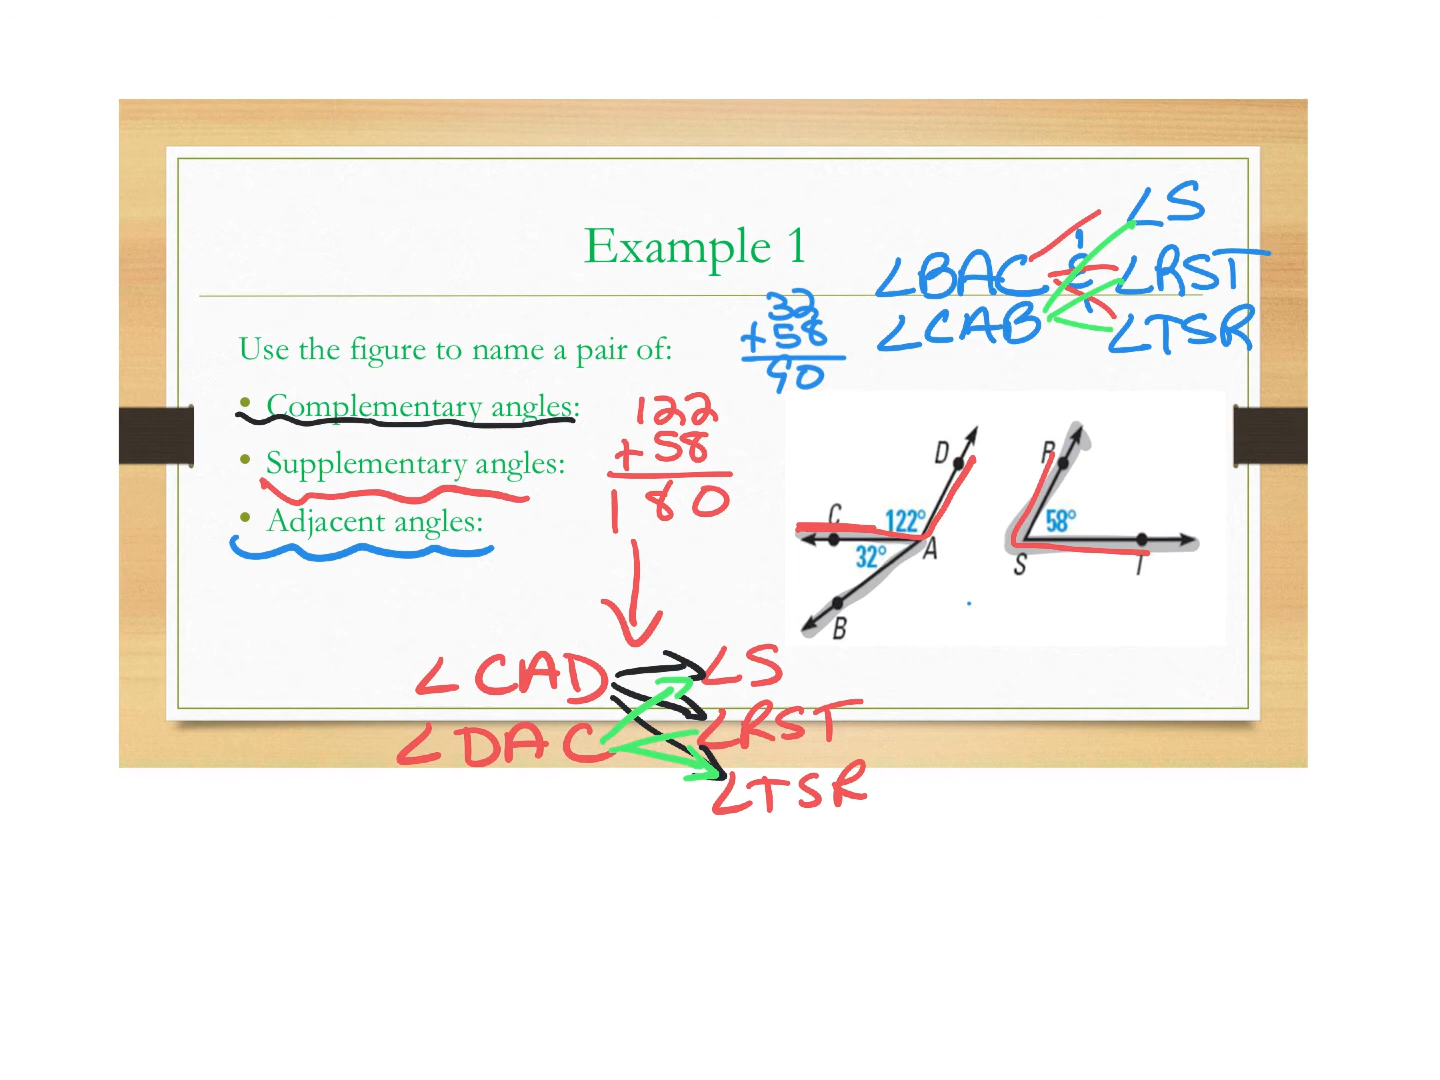 Example 1
∠S
∠BAC & ∠RST
∠CAB ∠TSR
32
+58
90
Use the figure to name a pair of:
• Complementary angles:
• Supplementary angles:
• Adjacent angles:
122
+58
180
D
C
122°
A
32°
B
R
58°
S
T
∠CAD ∠S
∠DAC ∠RST
∠TSR